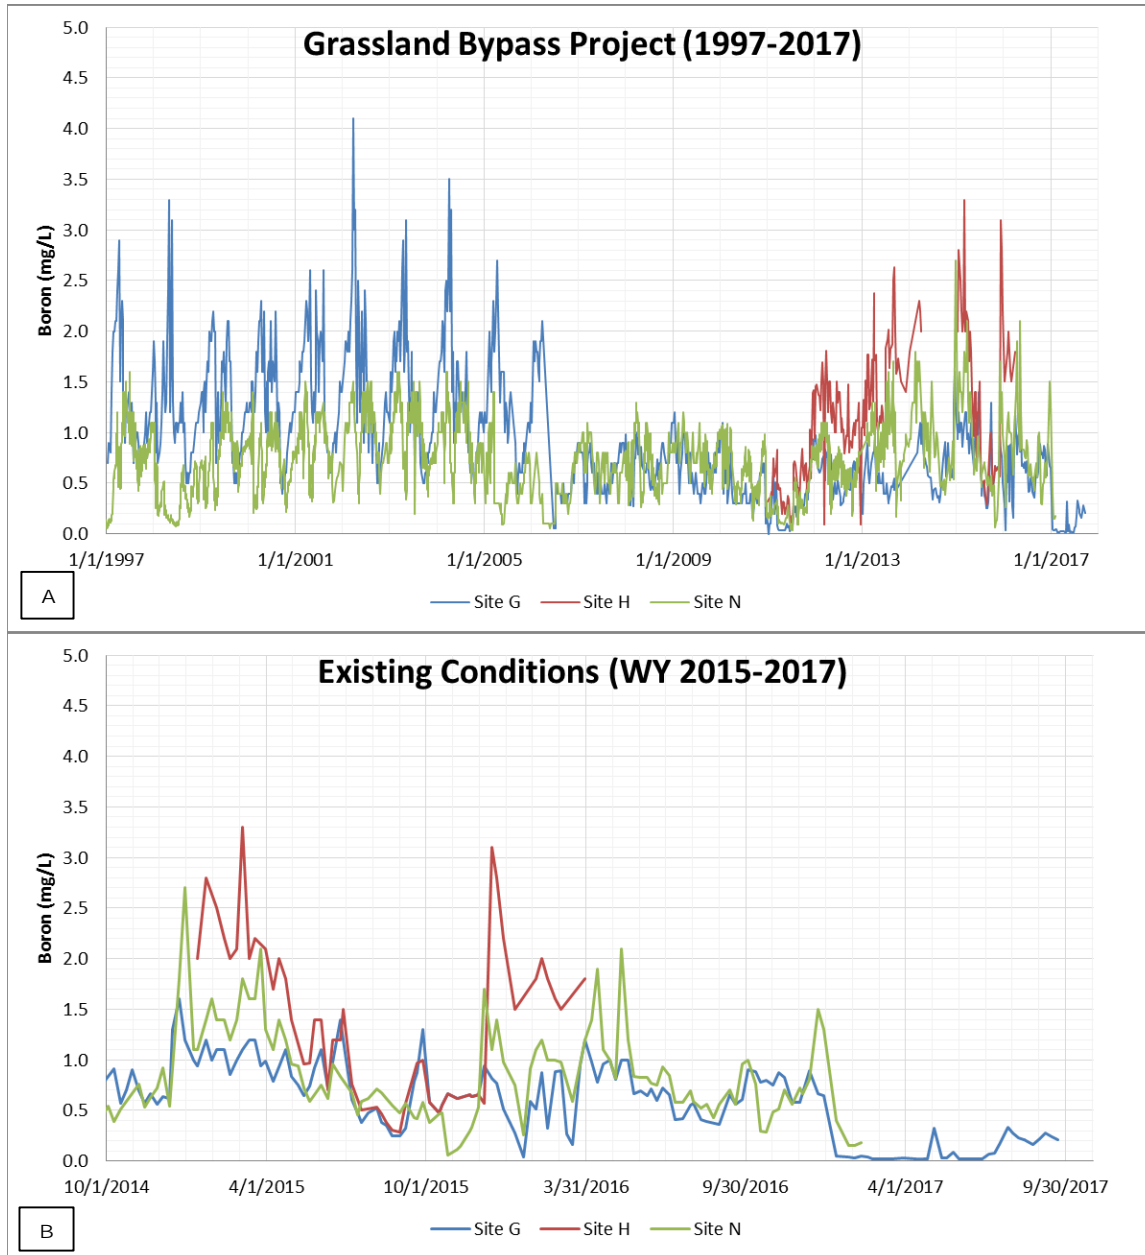 Grassland Bypass Project (1997-2017)
5.0
4.5
4.0
3.5
3.0
2.5
2.0
1.5
1.0
0.5
0.0
Boron (mg/L)
1/1/1997 1/1/2001 1/1/2005 1/1/2009 1/1/2013 1/1/2017
A
Site G Site H Site N
Existing Conditions (WY 2015-2017)
5.0
4.5
4.0
3.5
3.0
2.5
2.0
1.5
1.0
0.5
0.0
Boron (mg/L)
10/1/2014 4/1/2015 10/1/2015 3/31/2016 9/30/2016 4/1/2017 9/30/2017
B
Site G Site H Site N